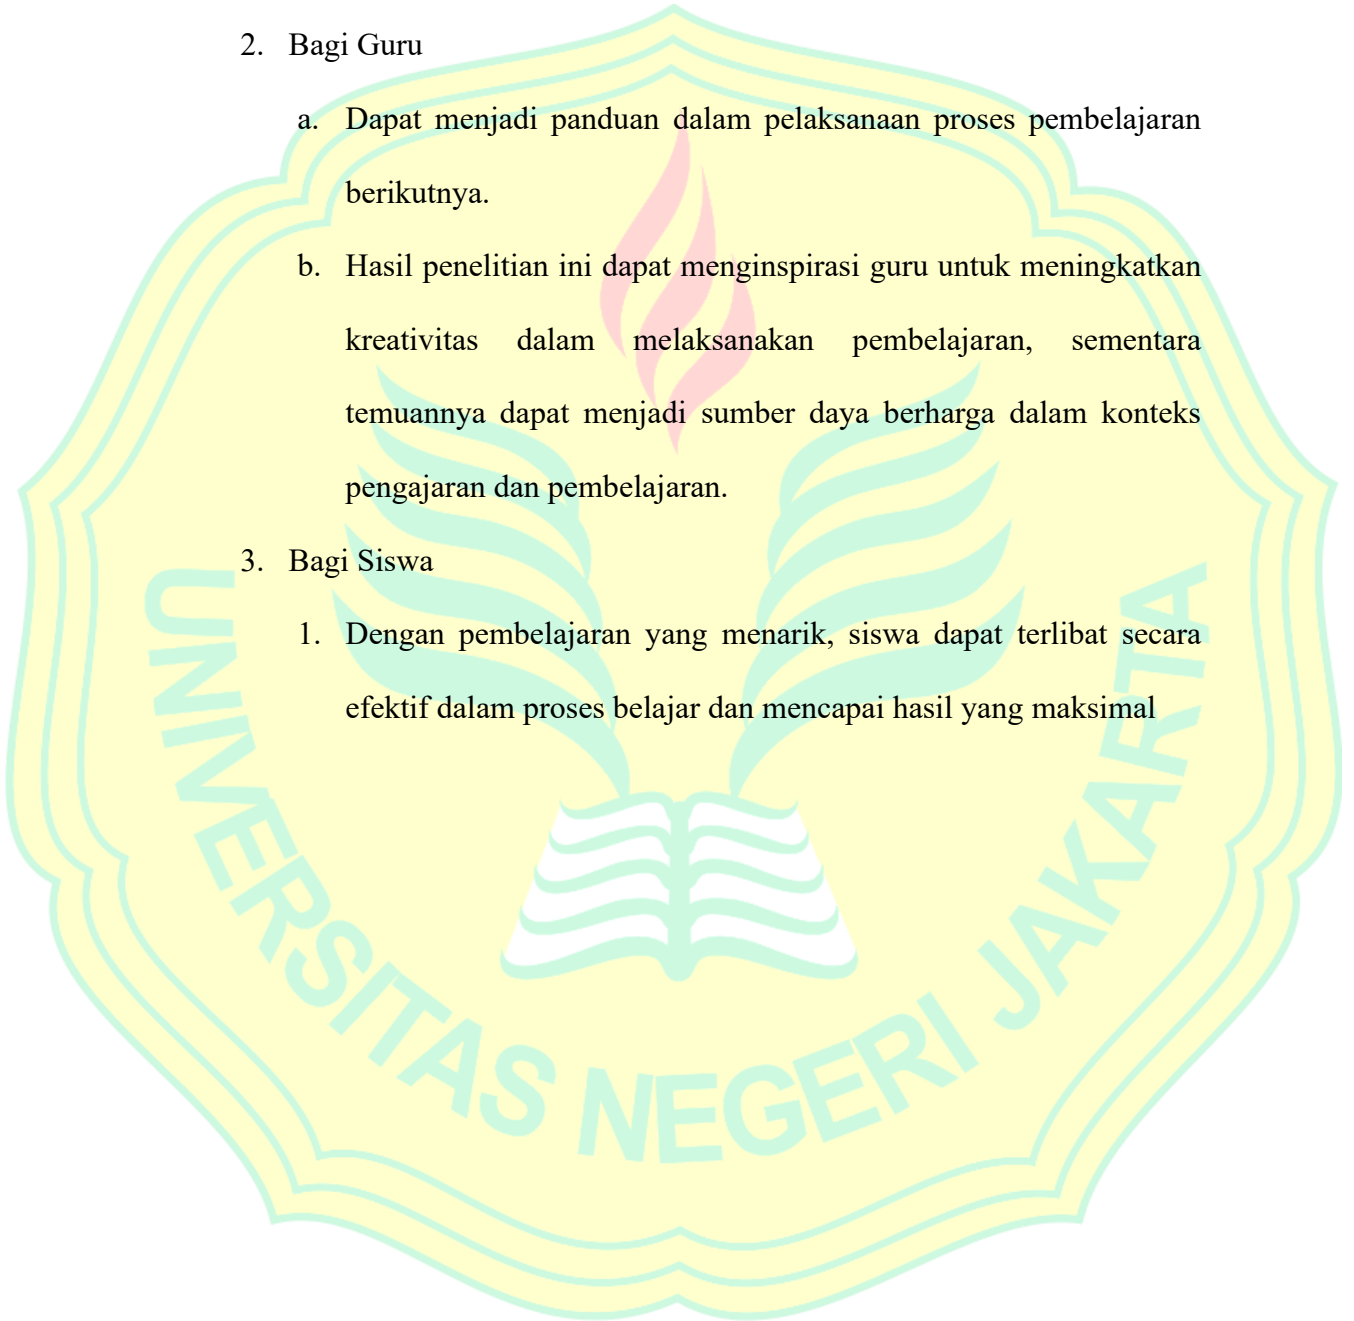 2. Bagi Guru
a. Dapat menjadi panduan dalam pelaksanaan proses pembelajaran
berikutnya.
b. Hasil penelitian ini dapat menginspirasi guru untuk meningkatkan
kreativitas dalam melaksanakan pembelajaran, sementara
temuannya dapat menjadi sumber daya berharga dalam konteks
pengajaran dan pembelajaran.
3. Bagi Siswa
1. Dengan pembelajaran yang menarik, siswa dapat terlibat secara
efektif dalam proses belajar dan mencapai hasil yang maksimal
UNIVERSITAS NEGERI JAKARTA